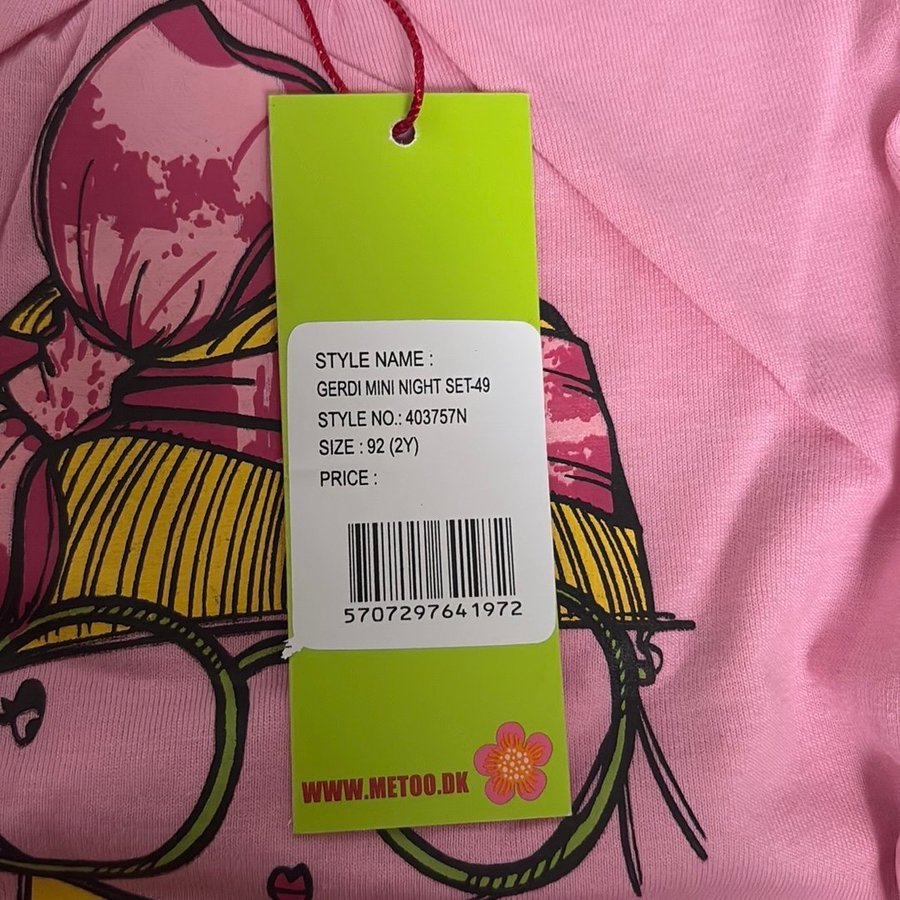 STYLE NAME :
GERDI MINI NIGHT SET-49
STYLE NO.: 403757N
SIZE : 92 (2Y)
PRICE :
5707297641972
WWW.METOO.DK